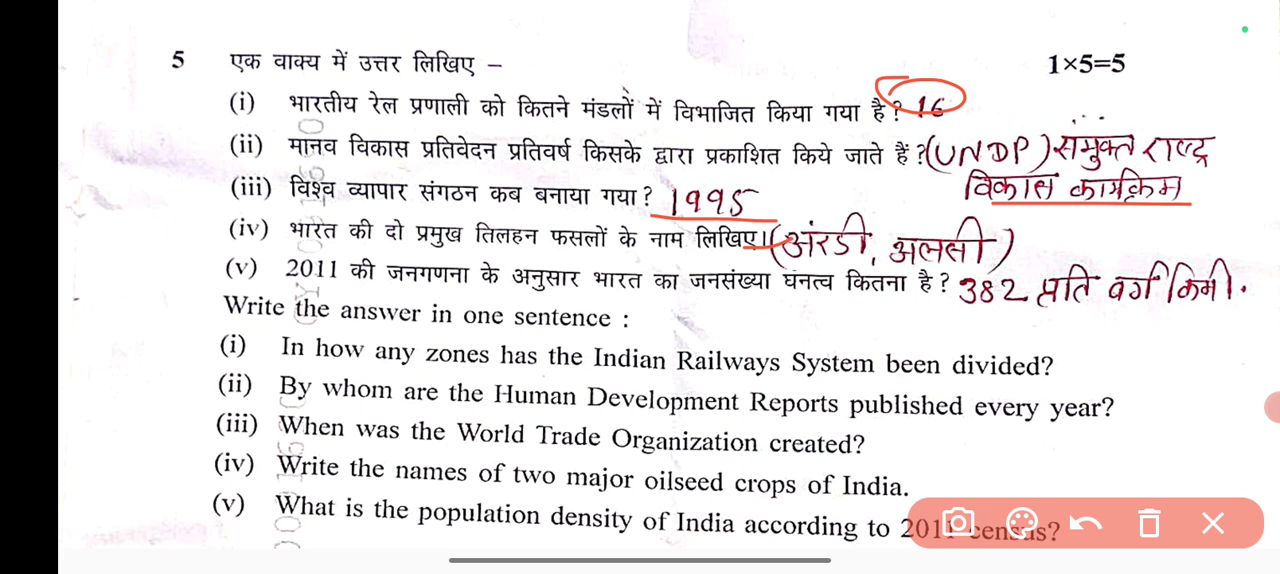 5 एक वाक्य में उत्तर लिखिए – 1×5=5
(i) भारतीय रेल प्रणाली को कितने मंडलों में विभाजित किया गया है? 16
(ii) मानव विकास प्रतिवेदन प्रतिवर्ष किसके द्वारा प्रकाशित किये जाते हैं? (UNDP) संयुक्त राष्ट्र
विकास कार्यक्रम
(iii) विश्व व्यापार संगठन कब बनाया गया? 1995
(iv) भारत की दो प्रमुख तिलहन फसलों के नाम लिखिए। (अंरडी, अलसी)
(v) 2011 की जनगणना के अनुसार भारत का जनसंख्या घनत्व कितना है? 382 प्रति वर्ग किमी.
Write the answer in one sentence :
(i) In how any zones has the Indian Railways System been divided?
(ii) By whom are the Human Development Reports published every year?
(iii) When was the World Trade Organization created?
(iv) Write the names of two major oilseed crops of India.
(v) What is the population density of India according to 2011 census?